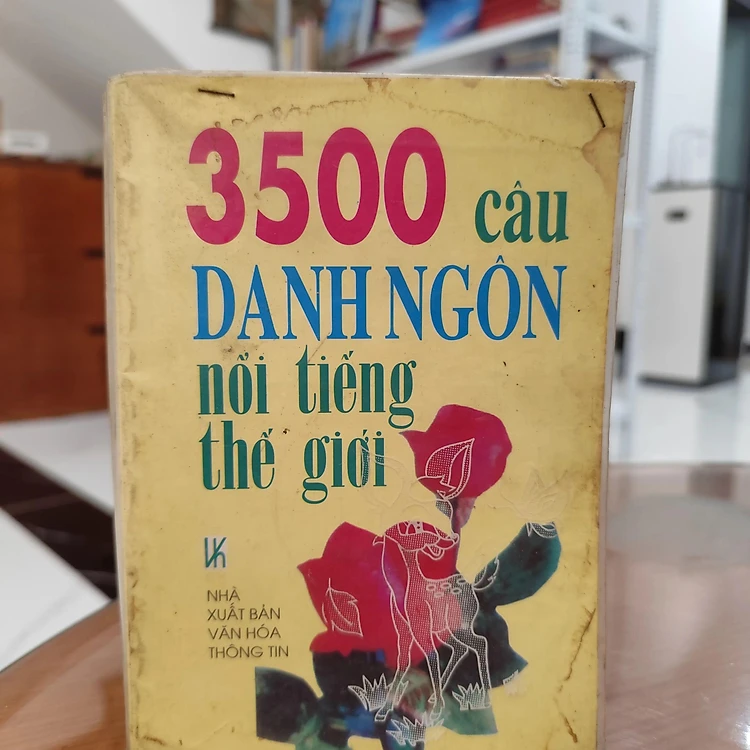 3500 câu
DANH NGÔN
nổi tiếng
thế giới
NHÀ
XUẤT BẢN
VĂN HÓA
THÔNG TIN